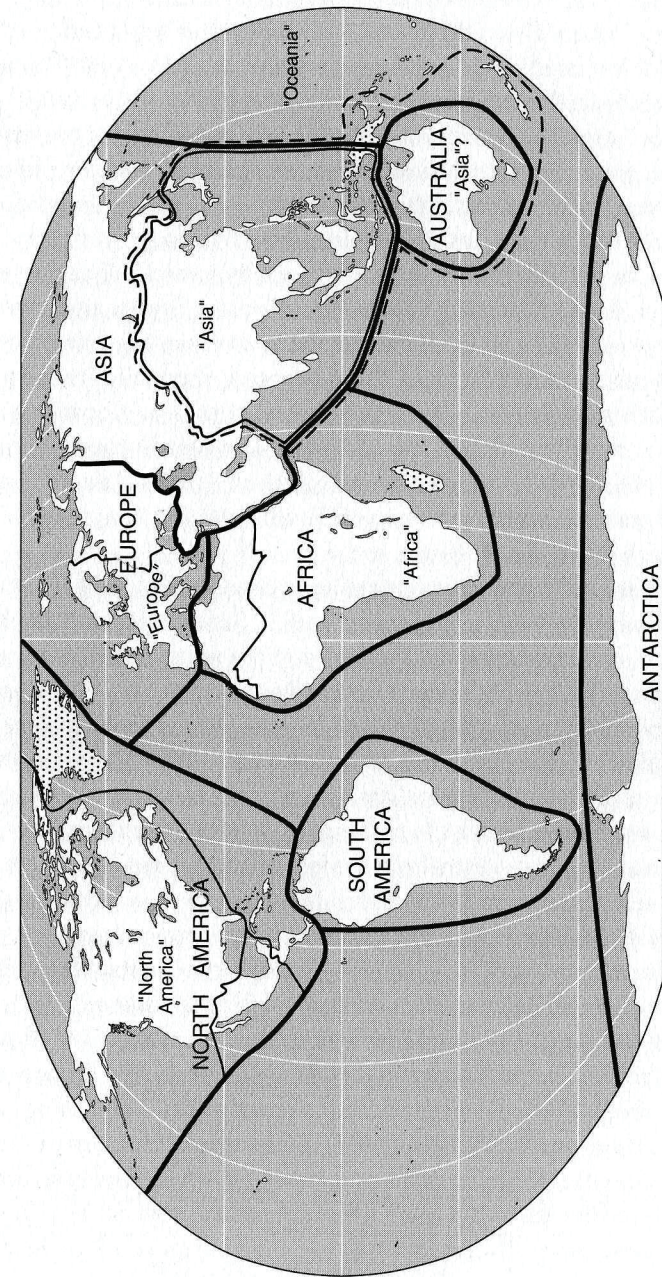 "North
America"
NORTH AMERICA
SOUTH
AMERICA
EUROPE
"Europe"
AFRICA
"Africa"
ASIA
"Asia"
"Oceania"
AUSTRALIA
"Asia"?
ANTARCTICA